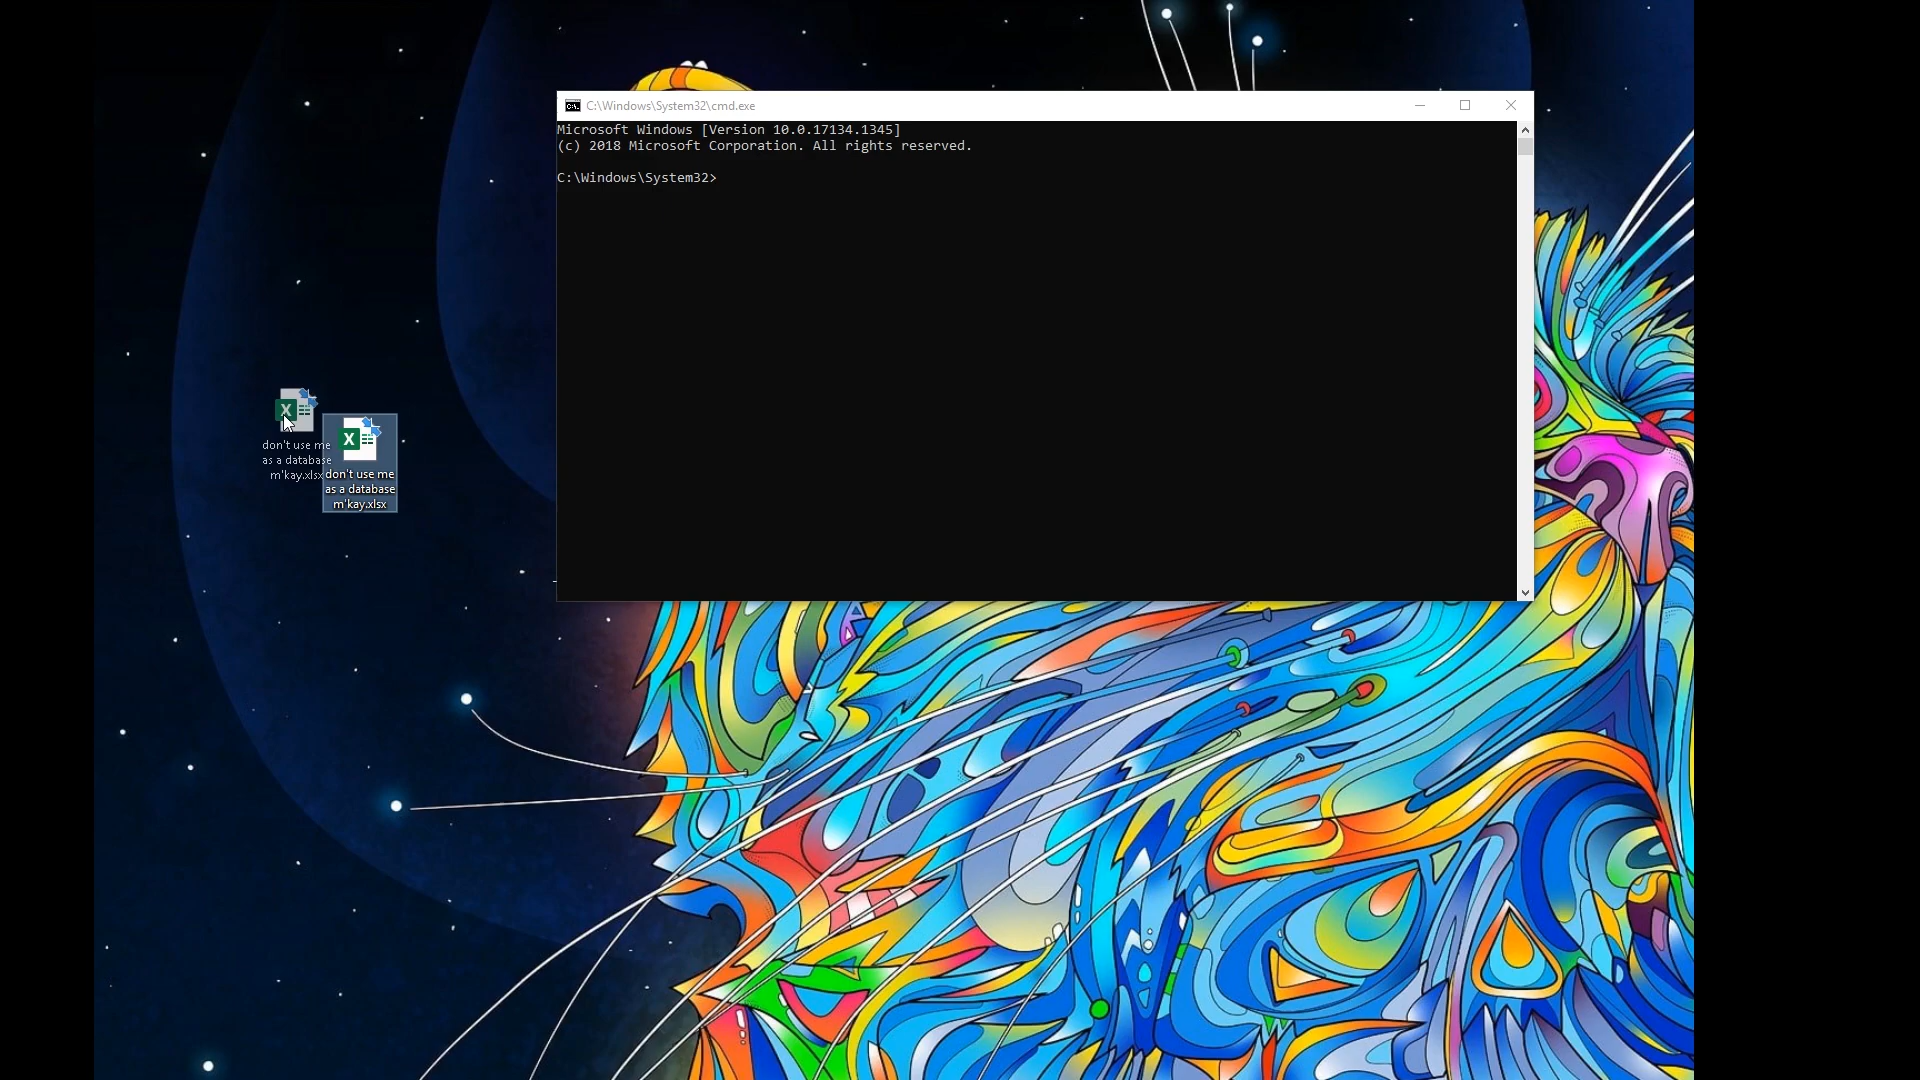 C:\Windows\System32\cmd.exe
Microsoft Windows [Version 10.0.17134.1345]
(c) 2018 Microsoft Corporation. All rights reserved.
C:\Windows\System32>
don't use me
as a database
m'kay.xlsx
don't use me
as a database
m'kay.xlsx